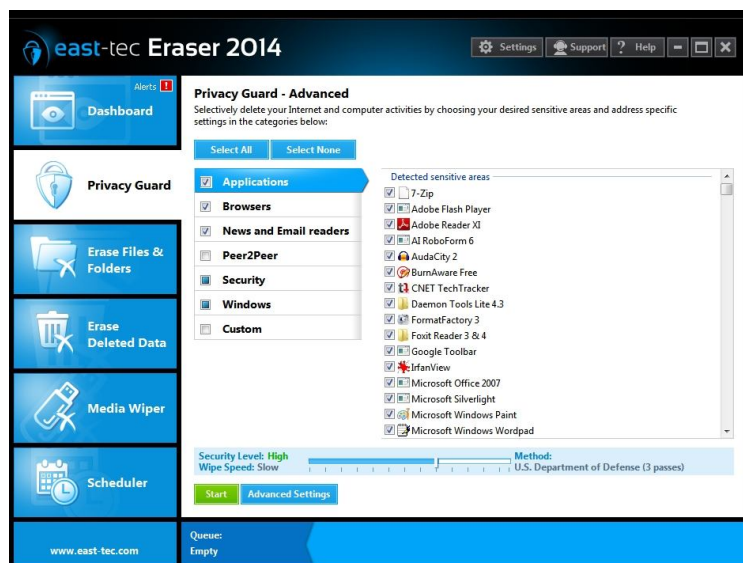 east-tec Eraser 2014
Settings
Support
? Help
Alerts !
Dashboard
Privacy Guard
Erase Files &
Folders
Erase
Deleted Data
Media Wiper
Scheduler
www.east-tec.com
Privacy Guard - Advanced
Selectively delete your Internet and computer activities by choosing your desired sensitive areas and address specific
settings in the categories below:
Select All
Select None
Applications
Browsers
News and Email readers
Peer2Peer
Security
Windows
Custom
Detected sensitive areas
7-Zip
Adobe Flash Player
Adobe Reader XI
AI RoboForm 6
AudaCity 2
BurnAware Free
CNET TechTracker
Daemon Tools Lite 4.3
FormatFactory 3
Foxit Reader 3 & 4
Google Toolbar
IrfanView
Microsoft Office 2007
Microsoft Silverlight
Microsoft Windows Paint
Microsoft Windows Wordpad
Security Level: High
Wipe Speed: Slow
Method:
U.S. Department of Defense (3 passes)
Start
Advanced Settings
Queue:
Empty